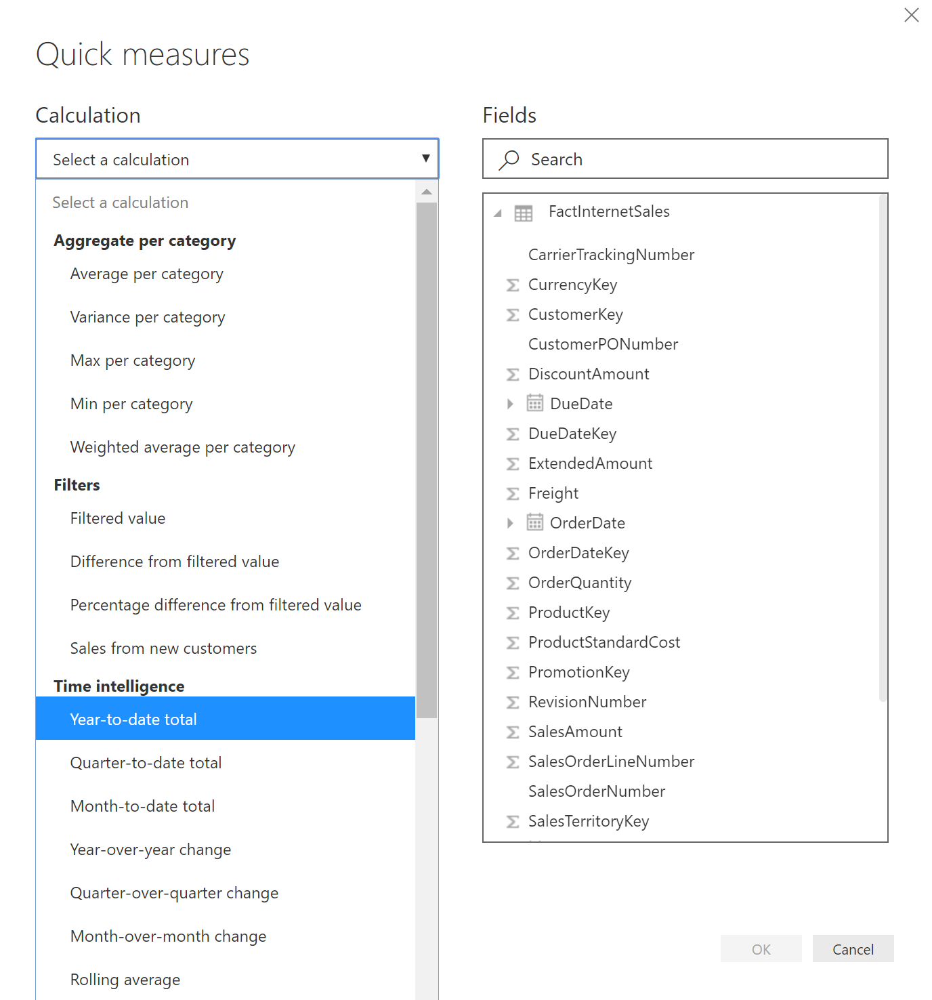 Quick measures
Calculation
Select a calculation
Select a calculation
Aggregate per category
Average per category
Variance per category
Max per category
Min per category
Weighted average per category
Filters
Filtered value
Difference from filtered value
Percentage difference from filtered value
Sales from new customers
Time intelligence
Year-to-date total
Quarter-to-date total
Month-to-date total
Year-over-year change
Quarter-over-quarter change
Month-over-month change
Rolling average
Fields
Search
FactInternetSales
CarrierTrackingNumber
CurrencyKey
CustomerKey
CustomerPONumber
DiscountAmount
DueDate
DueDateKey
ExtendedAmount
Freight
OrderDate
OrderDateKey
OrderQuantity
ProductKey
ProductStandardCost
PromotionKey
RevisionNumber
SalesAmount
SalesOrderLineNumber
SalesOrderNumber
SalesTerritoryKey
OK
Cancel